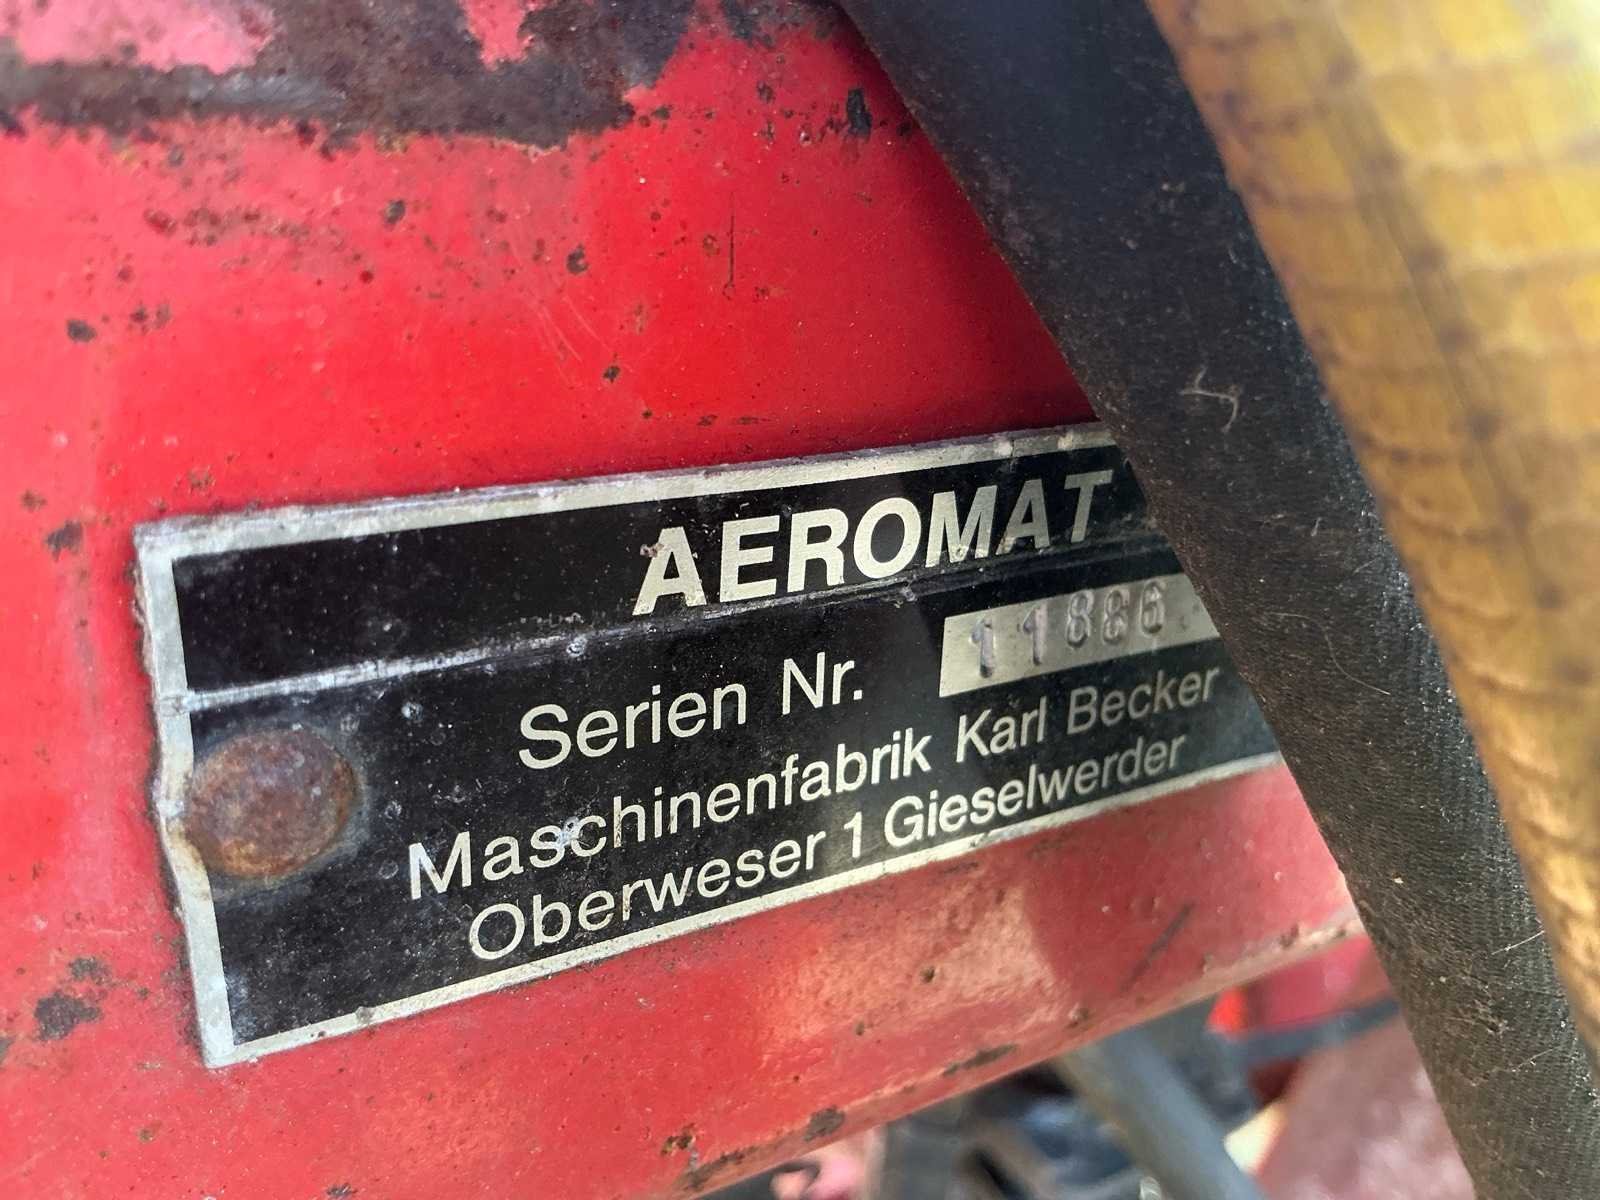 AEROMAT
Serien Nr. 11886
Maschinenfabrik Karl Becker
Oberweser 1 Gieselwerder